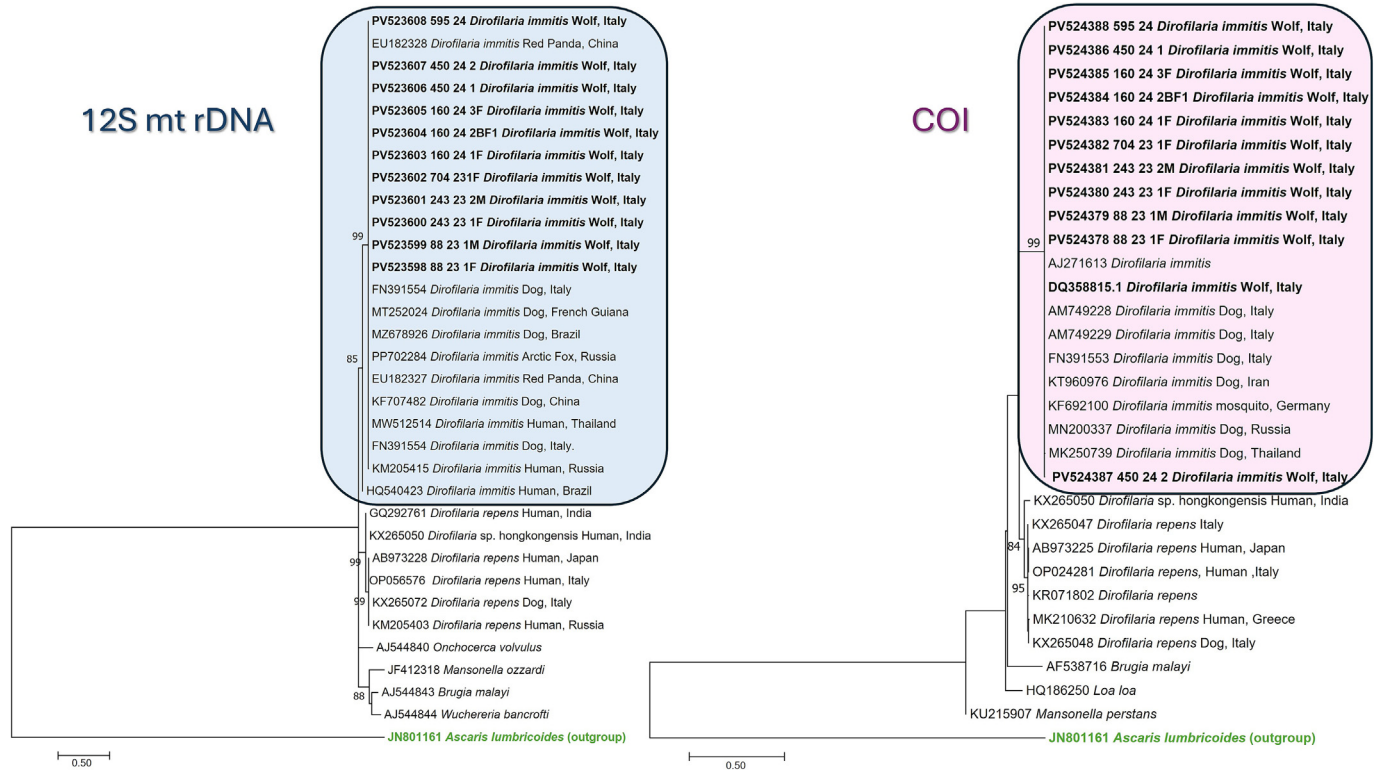 12S mt rDNA
PV523608 595 24 Dirofilaria immitis Wolf, Italy
EU182328 Dirofilaria immitis Red Panda, China
PV523607 450 24 2 Dirofilaria immitis Wolf, Italy
PV523606 450 24 1 Dirofilaria immitis Wolf, Italy
PV523605 160 24 3F Dirofilaria immitis Wolf, Italy
PV523604 160 24 2BF1 Dirofilaria immitis Wolf, Italy
PV523603 160 24 1F Dirofilaria immitis Wolf, Italy
PV523602 704 231F Dirofilaria immitis Wolf, Italy
PV523601 243 23 2M Dirofilaria immitis Wolf, Italy
PV523600 243 23 1F Dirofilaria immitis Wolf, Italy
PV523599 88 23 1M Dirofilaria immitis Wolf, Italy
PV523598 88 23 1F Dirofilaria immitis Wolf, Italy
FN391554 Dirofilaria immitis Dog, Italy
MT252024 Dirofilaria immitis Dog, French Guiana
MZ678926 Dirofilaria immitis Dog, Brazil
PP702284 Dirofilaria immitis Arctic Fox, Russia
EU182327 Dirofilaria immitis Red Panda, China
KF707482 Dirofilaria immitis Dog, China
MW512514 Dirofilaria immitis Human, Thailand
FN391554 Dirofilaria immitis Dog, Italy.
KM205415 Dirofilaria immitis Human, Russia
HQ540423 Dirofilaria immitis Human, Brazil
GQ292761 Dirofilaria repens Human, India
KX265050 Dirofilaria sp. hongkongensis Human, India
AB973228 Dirofilaria repens Human, Japan
OP056576 Dirofilaria repens Human, Italy
KX265072 Dirofilaria repens Dog, Italy
KM205403 Dirofilaria repens Human, Russia
AJ544840 Onchocerca volvulus
JF412318 Mansonella ozzardi
AJ544843 Brugia malayi
AJ544844 Wuchereria bancrofti
JN801161 Ascaris lumbricoides (outgroup)
99
85
99
99
88
0.50
COI
PV524388 595 24 Dirofilaria immitis Wolf, Italy
PV524386 450 24 1 Dirofilaria immitis Wolf, Italy
PV524385 160 24 3F Dirofilaria immitis Wolf, Italy
PV524384 160 24 2BF1 Dirofilaria immitis Wolf, Italy
PV524383 160 24 1F Dirofilaria immitis Wolf, Italy
PV524382 704 23 1F Dirofilaria immitis Wolf, Italy
PV524381 243 23 2M Dirofilaria immitis Wolf, Italy
PV524380 243 23 1F Dirofilaria immitis Wolf, Italy
PV524379 88 23 1M Dirofilaria immitis Wolf, Italy
PV524378 88 23 1F Dirofilaria immitis Wolf, Italy
AJ271613 Dirofilaria immitis
DQ358815.1 Dirofilaria immitis Wolf, Italy
AM749228 Dirofilaria immitis Dog, Italy
AM749229 Dirofilaria immitis Dog, Italy
FN391553 Dirofilaria immitis Dog, Italy
KT960976 Dirofilaria immitis Dog, Iran
KF692100 Dirofilaria immitis mosquito, Germany
MN200337 Dirofilaria immitis Dog, Russia
MK250739 Dirofilaria immitis Dog, Thailand
PV524387 450 24 2 Dirofilaria immitis Wolf, Italy
KX265050 Dirofilaria sp. hongkongensis Human, India
KX265047 Dirofilaria repens Italy
AB973225 Dirofilaria repens Human, Japan
OP024281 Dirofilaria repens, Human ,Italy
KR071802 Dirofilaria repens
MK210632 Dirofilaria repens Human, Greece
KX265048 Dirofilaria repens Dog, Italy
AF538716 Brugia malayi
HQ186250 Loa loa
KU215907 Mansonella perstans
JN801161 Ascaris lumbricoides (outgroup)
99
84
95
0.50